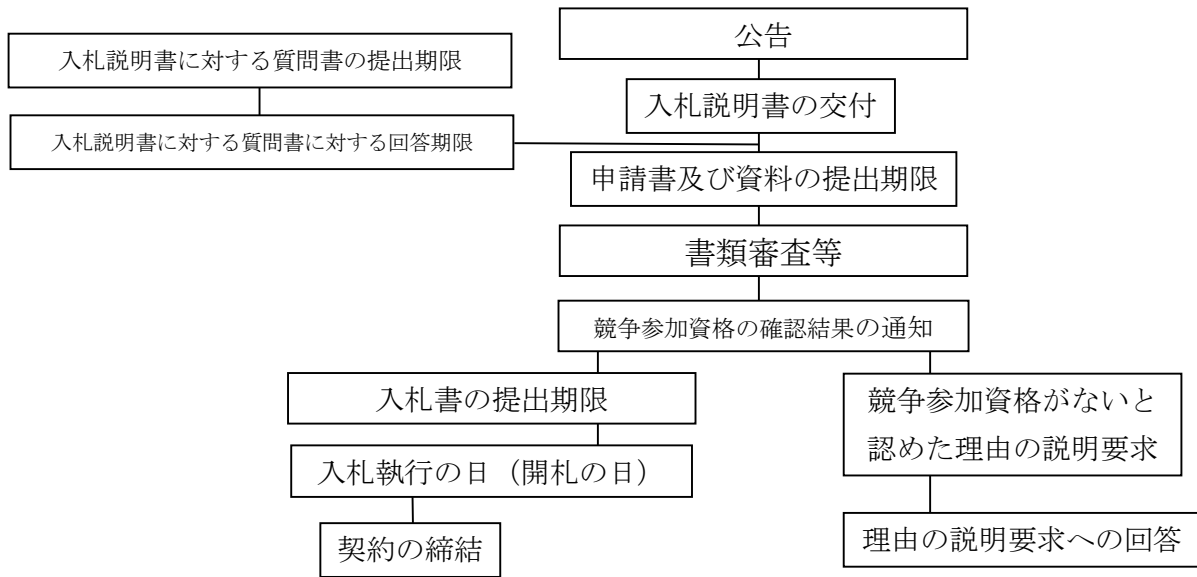 公告
入札説明書に対する質問書の提出期限
入札説明書の交付
入札説明書に対する質問書に対する回答期限
申請書及び資料の提出期限
書類審査等
競争参加資格の確認結果の通知
入札書の提出期限
競争参加資格がないと
認めた理由の説明要求
入札執行の日（開札の日）
契約の締結
理由の説明要求への回答